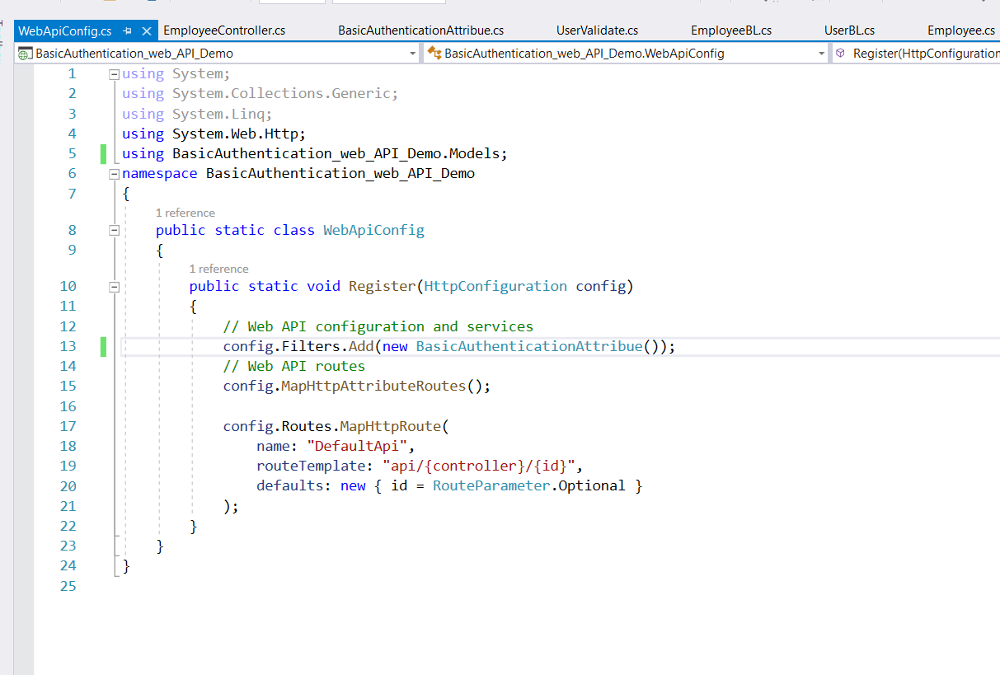 WebApiConfig.cs EmployeeController.cs BasicAuthenticationAttribue.cs UserValidate.cs EmployeeBL.cs UserBL.cs Employee.cs
BasicAuthentication_web_API_Demo BasicAuthentication_web_API_Demo.WebApiConfig Register(HttpConfiguration
1 using System;
2 using System.Collections.Generic;
3 using System.Linq;
4 using System.Web.Http;
5 using BasicAuthentication_web_API_Demo.Models;
6 namespace BasicAuthentication_web_API_Demo
7 {
1 reference
8 public static class WebApiConfig
9 {
1 reference
10 public static void Register(HttpConfiguration config)
11 {
12 // Web API configuration and services
13 config.Filters.Add(new BasicAuthenticationAttribue());
14 // Web API routes
15 config.MapHttpAttributeRoutes();
16
17 config.Routes.MapHttpRoute(
18 name: "DefaultApi",
19 routeTemplate: "api/{controller}/{id}",
20 defaults: new { id = RouteParameter.Optional }
21 );
22 }
23 }
24 }
25